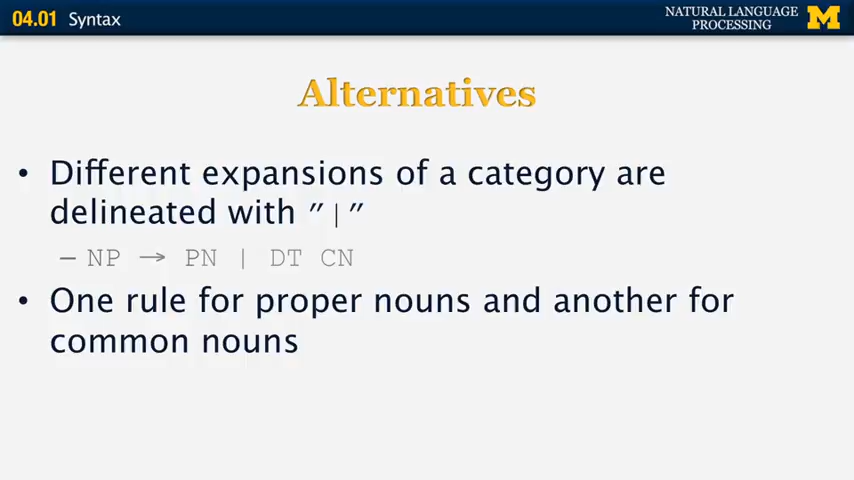 04.01 Syntax
NATURAL LANGUAGE
PROCESSING
M
Alternatives
• Different expansions of a category are
delineated with "|"
– NP → PN | DT CN
• One rule for proper nouns and another for
common nouns